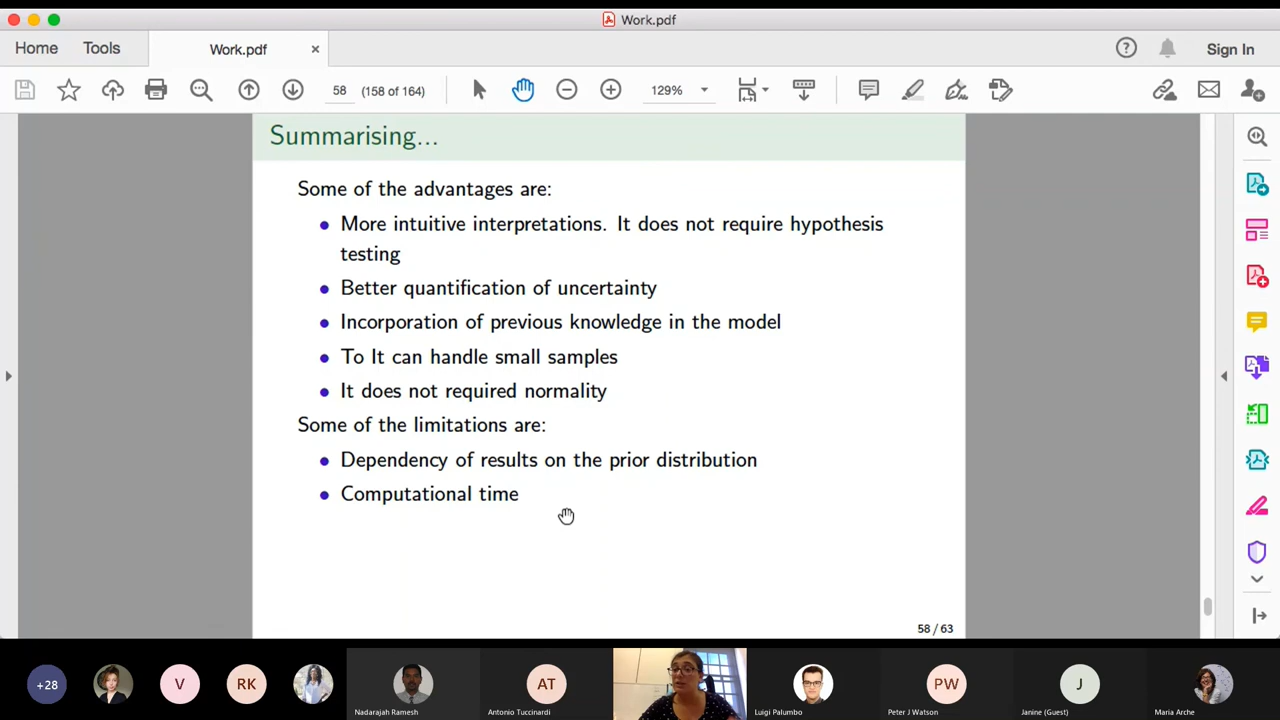 Work.pdf
Home
Tools
Work.pdf
×
Sign In
58
(158 of 164)
129%
Summarising...
Some of the advantages are:
• More intuitive interpretations. It does not require hypothesis
testing
• Better quantification of uncertainty
• Incorporation of previous knowledge in the model
• To It can handle small samples
• It does not required normality
Some of the limitations are:
• Dependency of results on the prior distribution
• Computational time
58 / 63
+28
V
RK
AT
PW
J
Nadarajah Ramesh
Antonio Tuccinardi
Luigi Palumbo
Peter J Watson
Janine (Guest)
Maria Arche